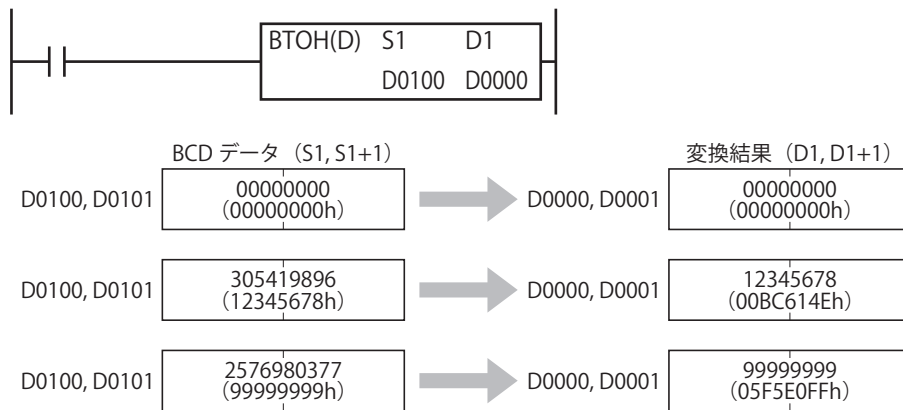 BTOH(D) S1 D1
D0100 D0000
BCD データ (S1, S1+1) 変換結果 (D1, D1+1)
D0100, D0101 00000000 (00000000h) D0000, D0001 00000000 (00000000h)
D0100, D0101 305419896 (12345678h) D0000, D0001 12345678 (00BC614Eh)
D0100, D0101 2576980377 (99999999h) D0000, D0001 99999999 (05F5E0FFh)